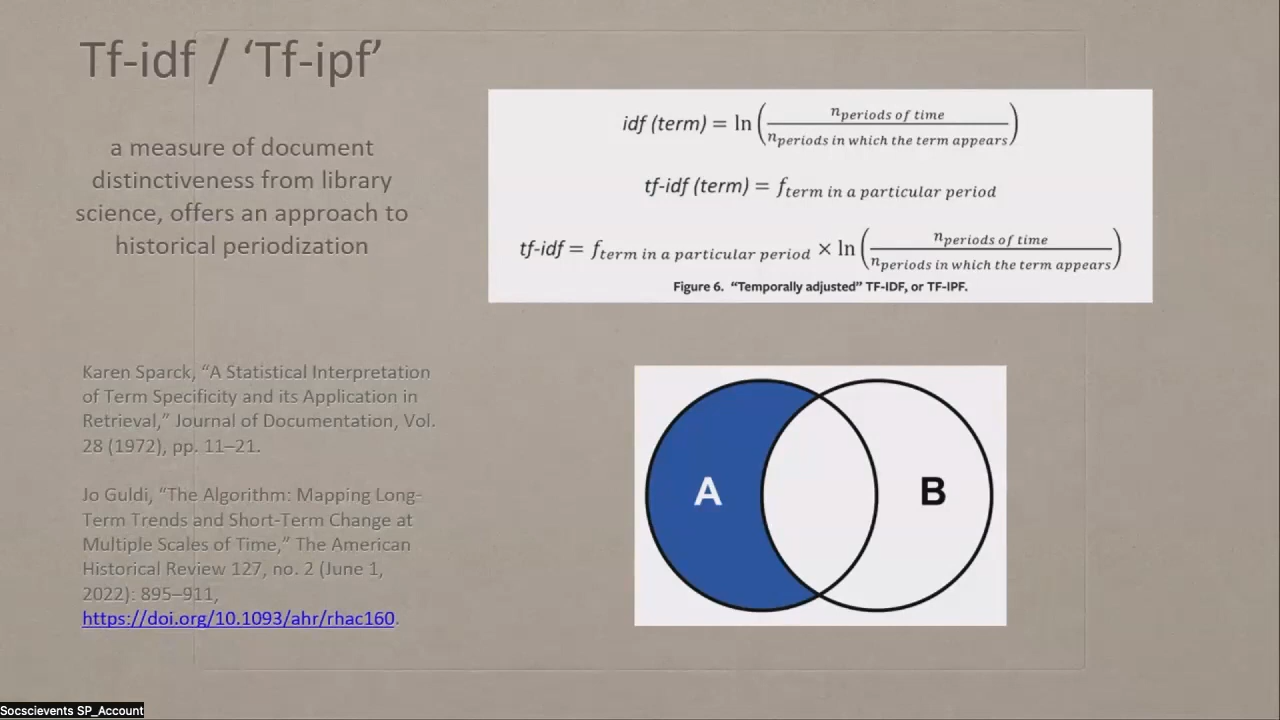 Tf-idf / ‘Tf-ipf’
a measure of document
distinctiveness from library
science, offers an approach to
historical periodization
idf (term) = ln(n_periods of time / n_periods in which the term appears)
tf-idf (term) = f_term in a particular period
tf-idf = f_term in a particular period × ln(n_periods of time / n_periods in which the term appears)
Figure 6. “Temporally adjusted” TF-IDF, or TF-IPF.
Karen Sparck, “A Statistical Interpretation
of Term Specificity and its Application in
Retrieval,” Journal of Documentation, Vol.
28 (1972), pp. 11–21.
Jo Guldi, “The Algorithm: Mapping Long-
Term Trends and Short-Term Change at
Multiple Scales of Time,” The American
Historical Review 127, no. 2 (June 1,
2022): 895–911,
https://doi.org/10.1093/ahr/rhac160.
A
B
Socscievents SP_Account